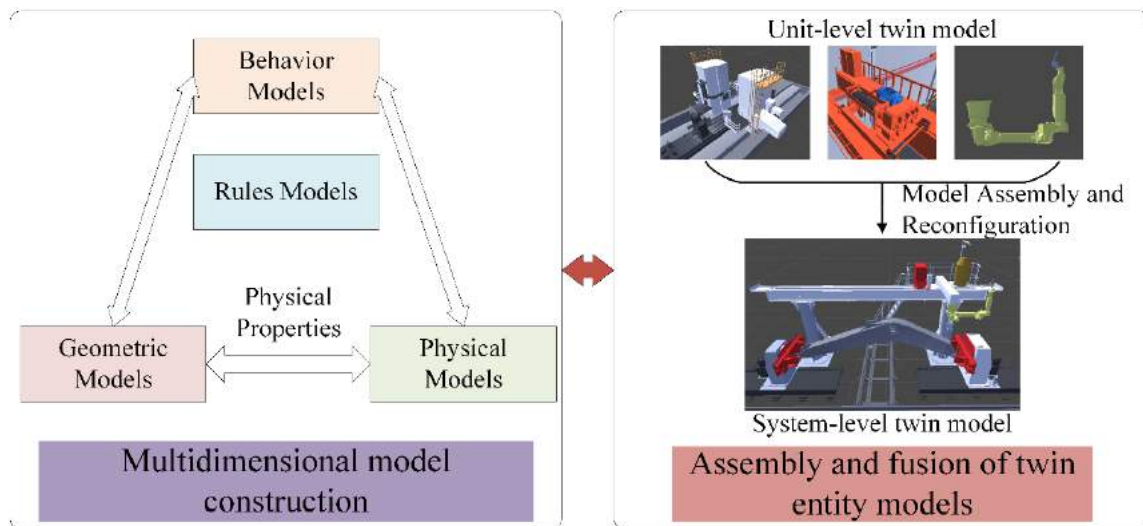 Behavior
Models
Rules Models
Physical
Properties
Geometric
Models
Physical
Models
Multidimensional model
construction
Unit-level twin model
Model Assembly and
Reconfiguration
System-level twin model
Assembly and fusion of twin
entity models